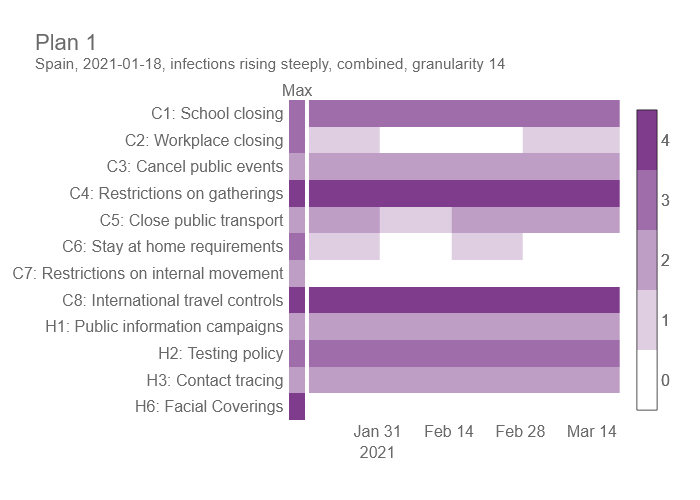 Plan 1
Spain, 2021-01-18, infections rising steeply, combined, granularity 14
Max
C1: School closing
C2: Workplace closing
C3: Cancel public events
C4: Restrictions on gatherings
C5: Close public transport
C6: Stay at home requirements
C7: Restrictions on internal movement
C8: International travel controls
H1: Public information campaigns
H2: Testing policy
H3: Contact tracing
H6: Facial Coverings
4
3
2
1
0
Jan 31 Feb 14 Feb 28 Mar 14
2021